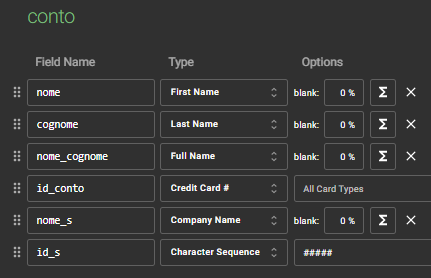 conto
Field Name Type Options
nome First Name blank: 0 % Σ ×
cognome Last Name blank: 0 % Σ ×
nome_cognome Full Name blank: 0 % Σ ×
id_conto Credit Card # All Card Types
nome_s Company Name blank: 0 % Σ ×
id_s Character Sequence #####